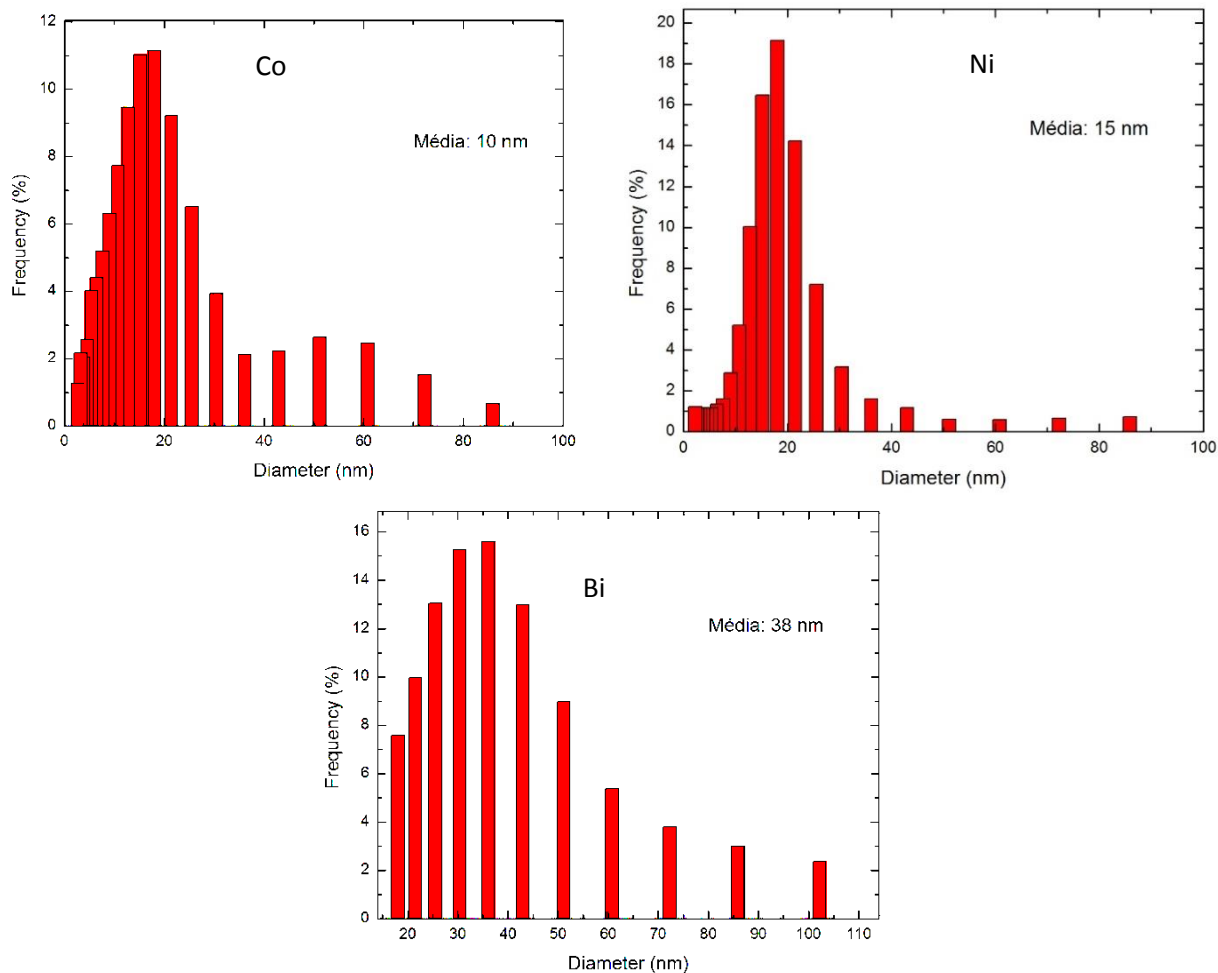 Co
Média: 10 nm
Frequency (%)
12
10
8
6
4
2
0
0 20 40 60 80 100
Diameter (nm)
Ni
Média: 15 nm
Frequency (%)
20
18
16
14
12
10
8
6
4
2
0
0 20 40 60 80 100
Diameter (nm)
Bi
Média: 38 nm
Frequency (%)
16
14
12
10
8
6
4
2
0
20 30 40 50 60 70 80 90 100 110
Diameter (nm)